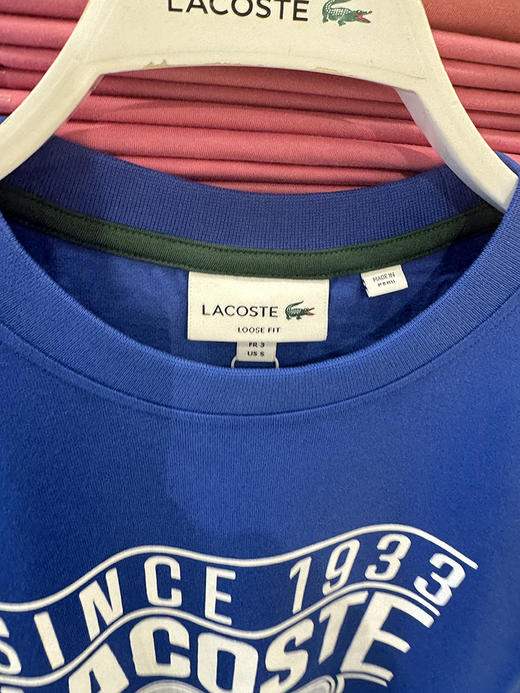 LACOSTE
LACOSTE
LOOSE FIT
FR 3
US S
MADE IN
PERU
SINCE 1933
LACOSTE